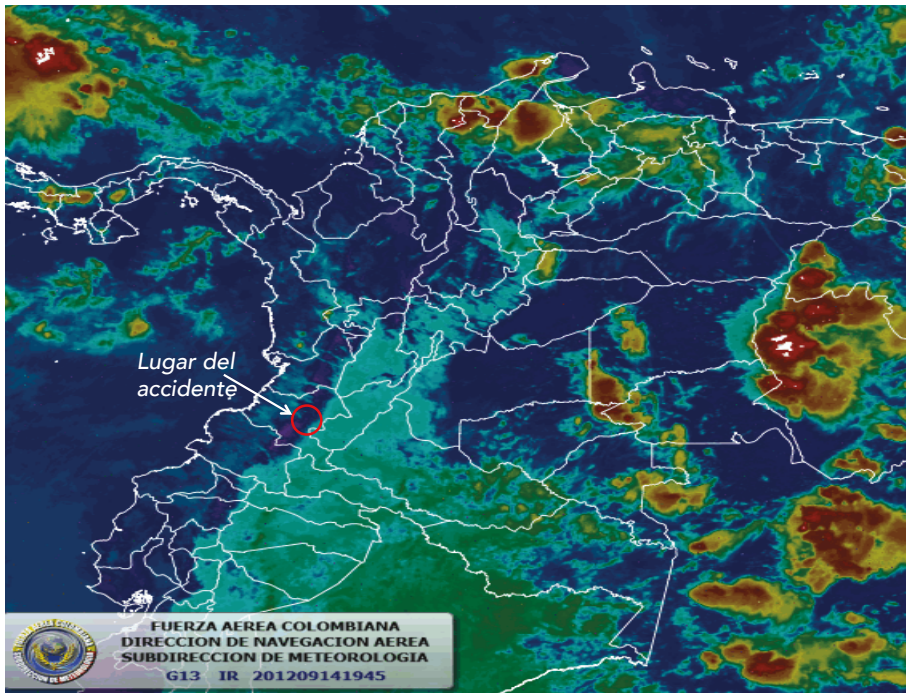 Lugar del
accidente
FUERZA AEREA COLOMBIANA
DIRECCION DE NAVEGACION AEREA
SUBDIRECCION DE METEOROLOGIA
G13 IR 201209141945